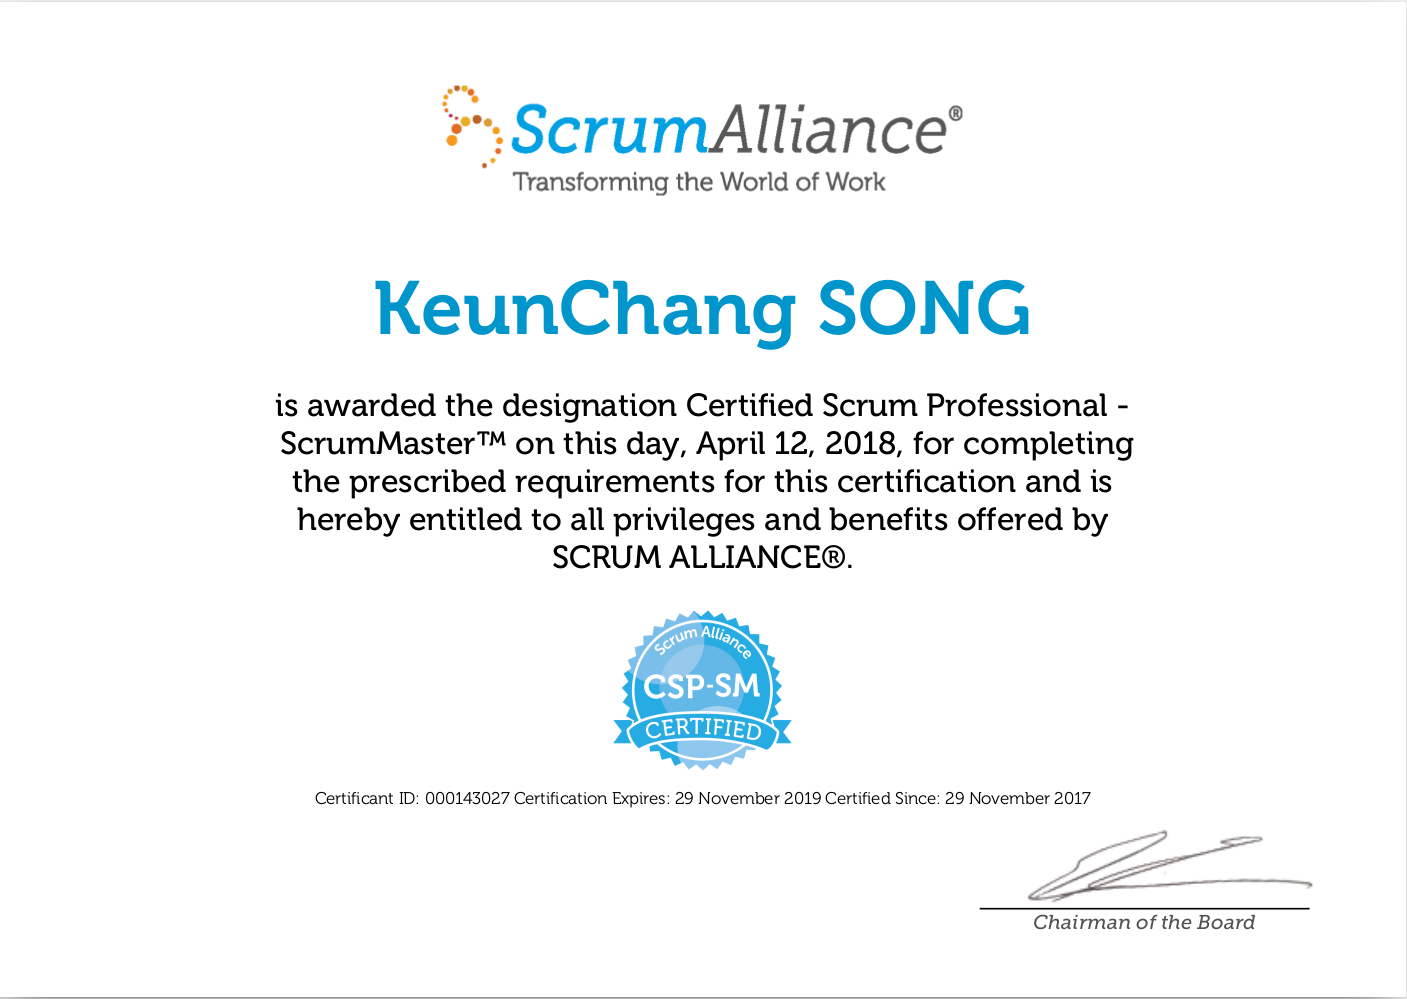 ScrumAlliance®
Transforming the World of Work
KeunChang SONG
is awarded the designation Certified Scrum Professional -
ScrumMaster™ on this day, April 12, 2018, for completing
the prescribed requirements for this certification and is
hereby entitled to all privileges and benefits offered by
SCRUM ALLIANCE®.
Scrum Alliance
CSP-SM
CERTIFIED
Certificant ID: 000143027 Certification Expires: 29 November 2019 Certified Since: 29 November 2017
Chairman of the Board